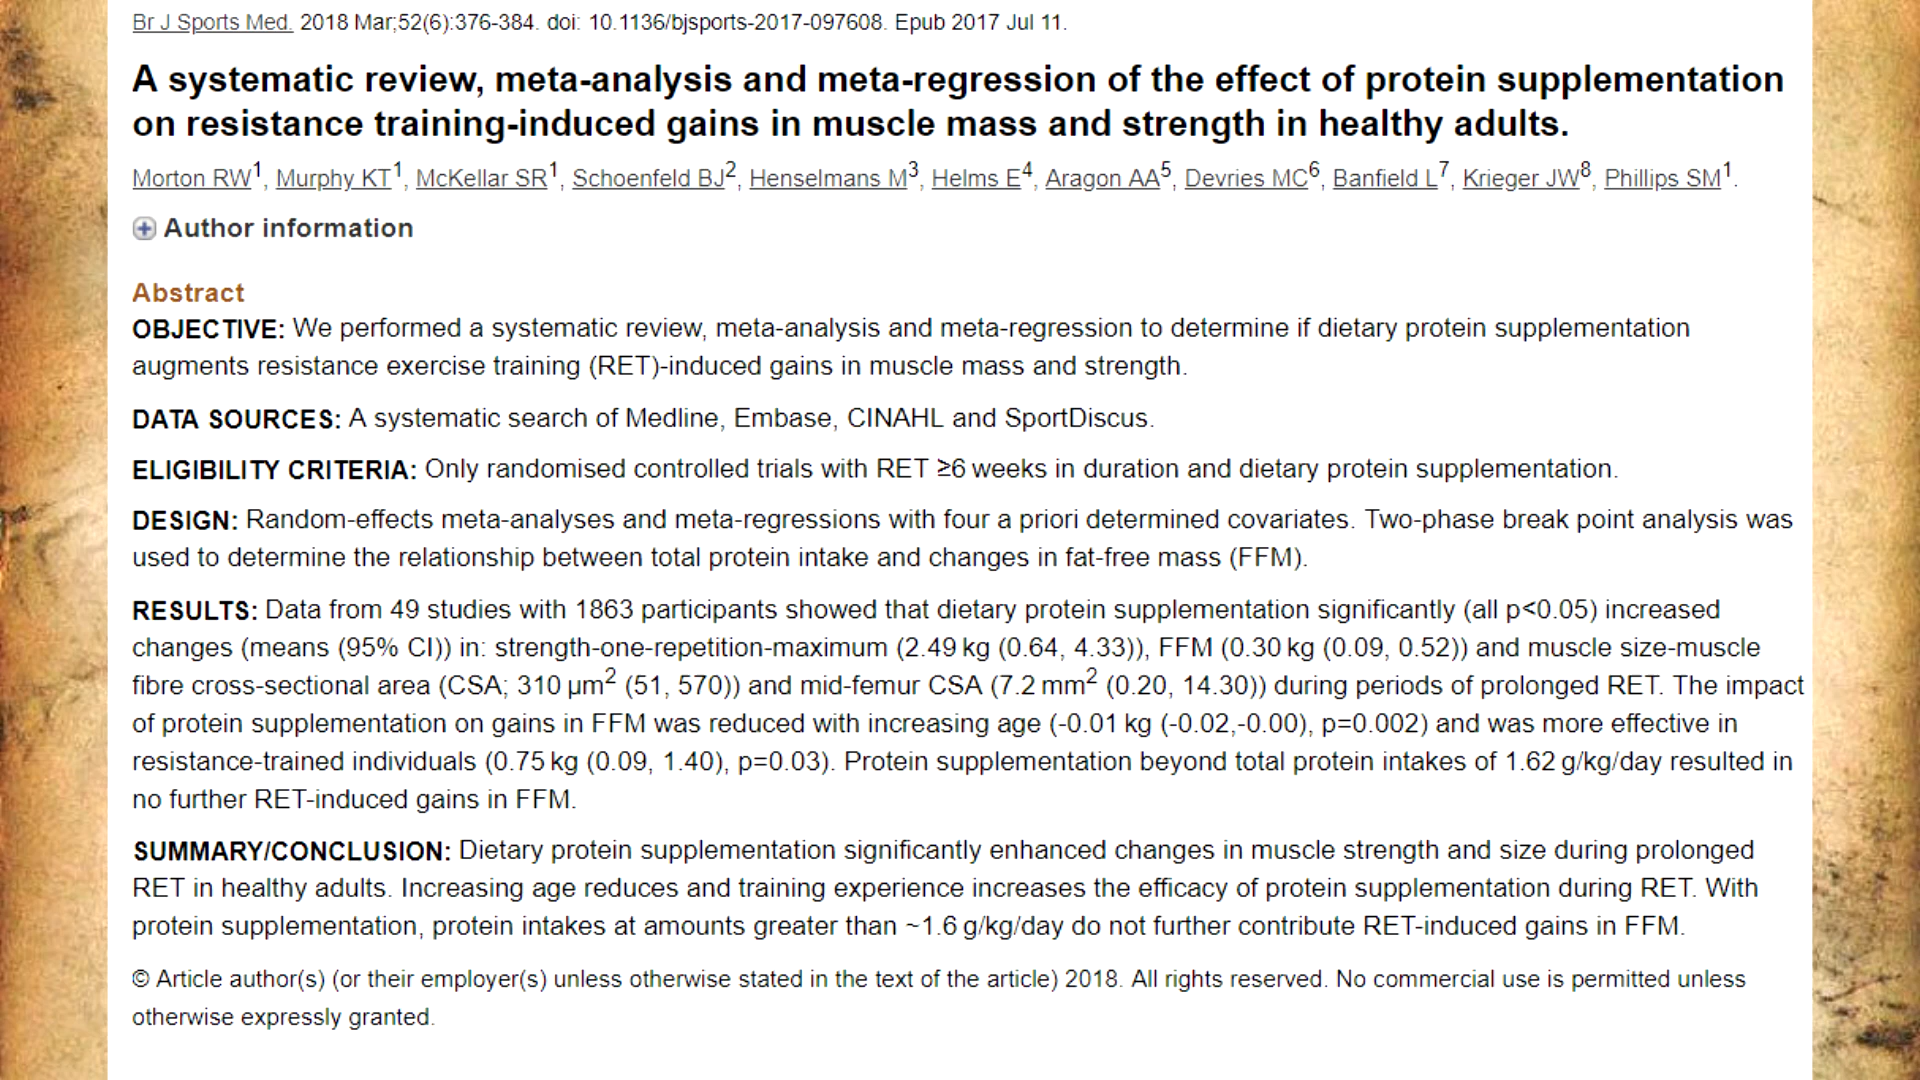 Br J Sports Med. 2018 Mar;52(6):376-384. doi: 10.1136/bjsports-2017-097608. Epub 2017 Jul 11.
A systematic review, meta-analysis and meta-regression of the effect of protein supplementation
on resistance training-induced gains in muscle mass and strength in healthy adults.
Morton RW1, Murphy KT1, McKellar SR1, Schoenfeld BJ2, Henselmans M3, Helms E4, Aragon AA5, Devries MC6, Banfield L7, Krieger JW8, Phillips SM1.
Author information
Abstract
OBJECTIVE: We performed a systematic review, meta-analysis and meta-regression to determine if dietary protein supplementation
augments resistance exercise training (RET)-induced gains in muscle mass and strength.
DATA SOURCES: A systematic search of Medline, Embase, CINAHL and SportDiscus.
ELIGIBILITY CRITERIA: Only randomised controlled trials with RET ≥6 weeks in duration and dietary protein supplementation.
DESIGN: Random-effects meta-analyses and meta-regressions with four a priori determined covariates. Two-phase break point analysis was
used to determine the relationship between total protein intake and changes in fat-free mass (FFM).
RESULTS: Data from 49 studies with 1863 participants showed that dietary protein supplementation significantly (all p<0.05) increased
changes (means (95% CI)) in: strength-one-repetition-maximum (2.49 kg (0.64, 4.33)), FFM (0.30 kg (0.09, 0.52)) and muscle size-muscle
fibre cross-sectional area (CSA; 310 µm2 (51, 570)) and mid-femur CSA (7.2 mm2 (0.20, 14.30)) during periods of prolonged RET. The impact
of protein supplementation on gains in FFM was reduced with increasing age (-0.01 kg (-0.02,-0.00), p=0.002) and was more effective in
resistance-trained individuals (0.75 kg (0.09, 1.40), p=0.03). Protein supplementation beyond total protein intakes of 1.62 g/kg/day resulted in
no further RET-induced gains in FFM.
SUMMARY/CONCLUSION: Dietary protein supplementation significantly enhanced changes in muscle strength and size during prolonged
RET in healthy adults. Increasing age reduces and training experience increases the efficacy of protein supplementation during RET. With
protein supplementation, protein intakes at amounts greater than ~1.6 g/kg/day do not further contribute RET-induced gains in FFM.
© Article author(s) (or their employer(s) unless otherwise stated in the text of the article) 2018. All rights reserved. No commercial use is permitted unless
otherwise expressly granted.